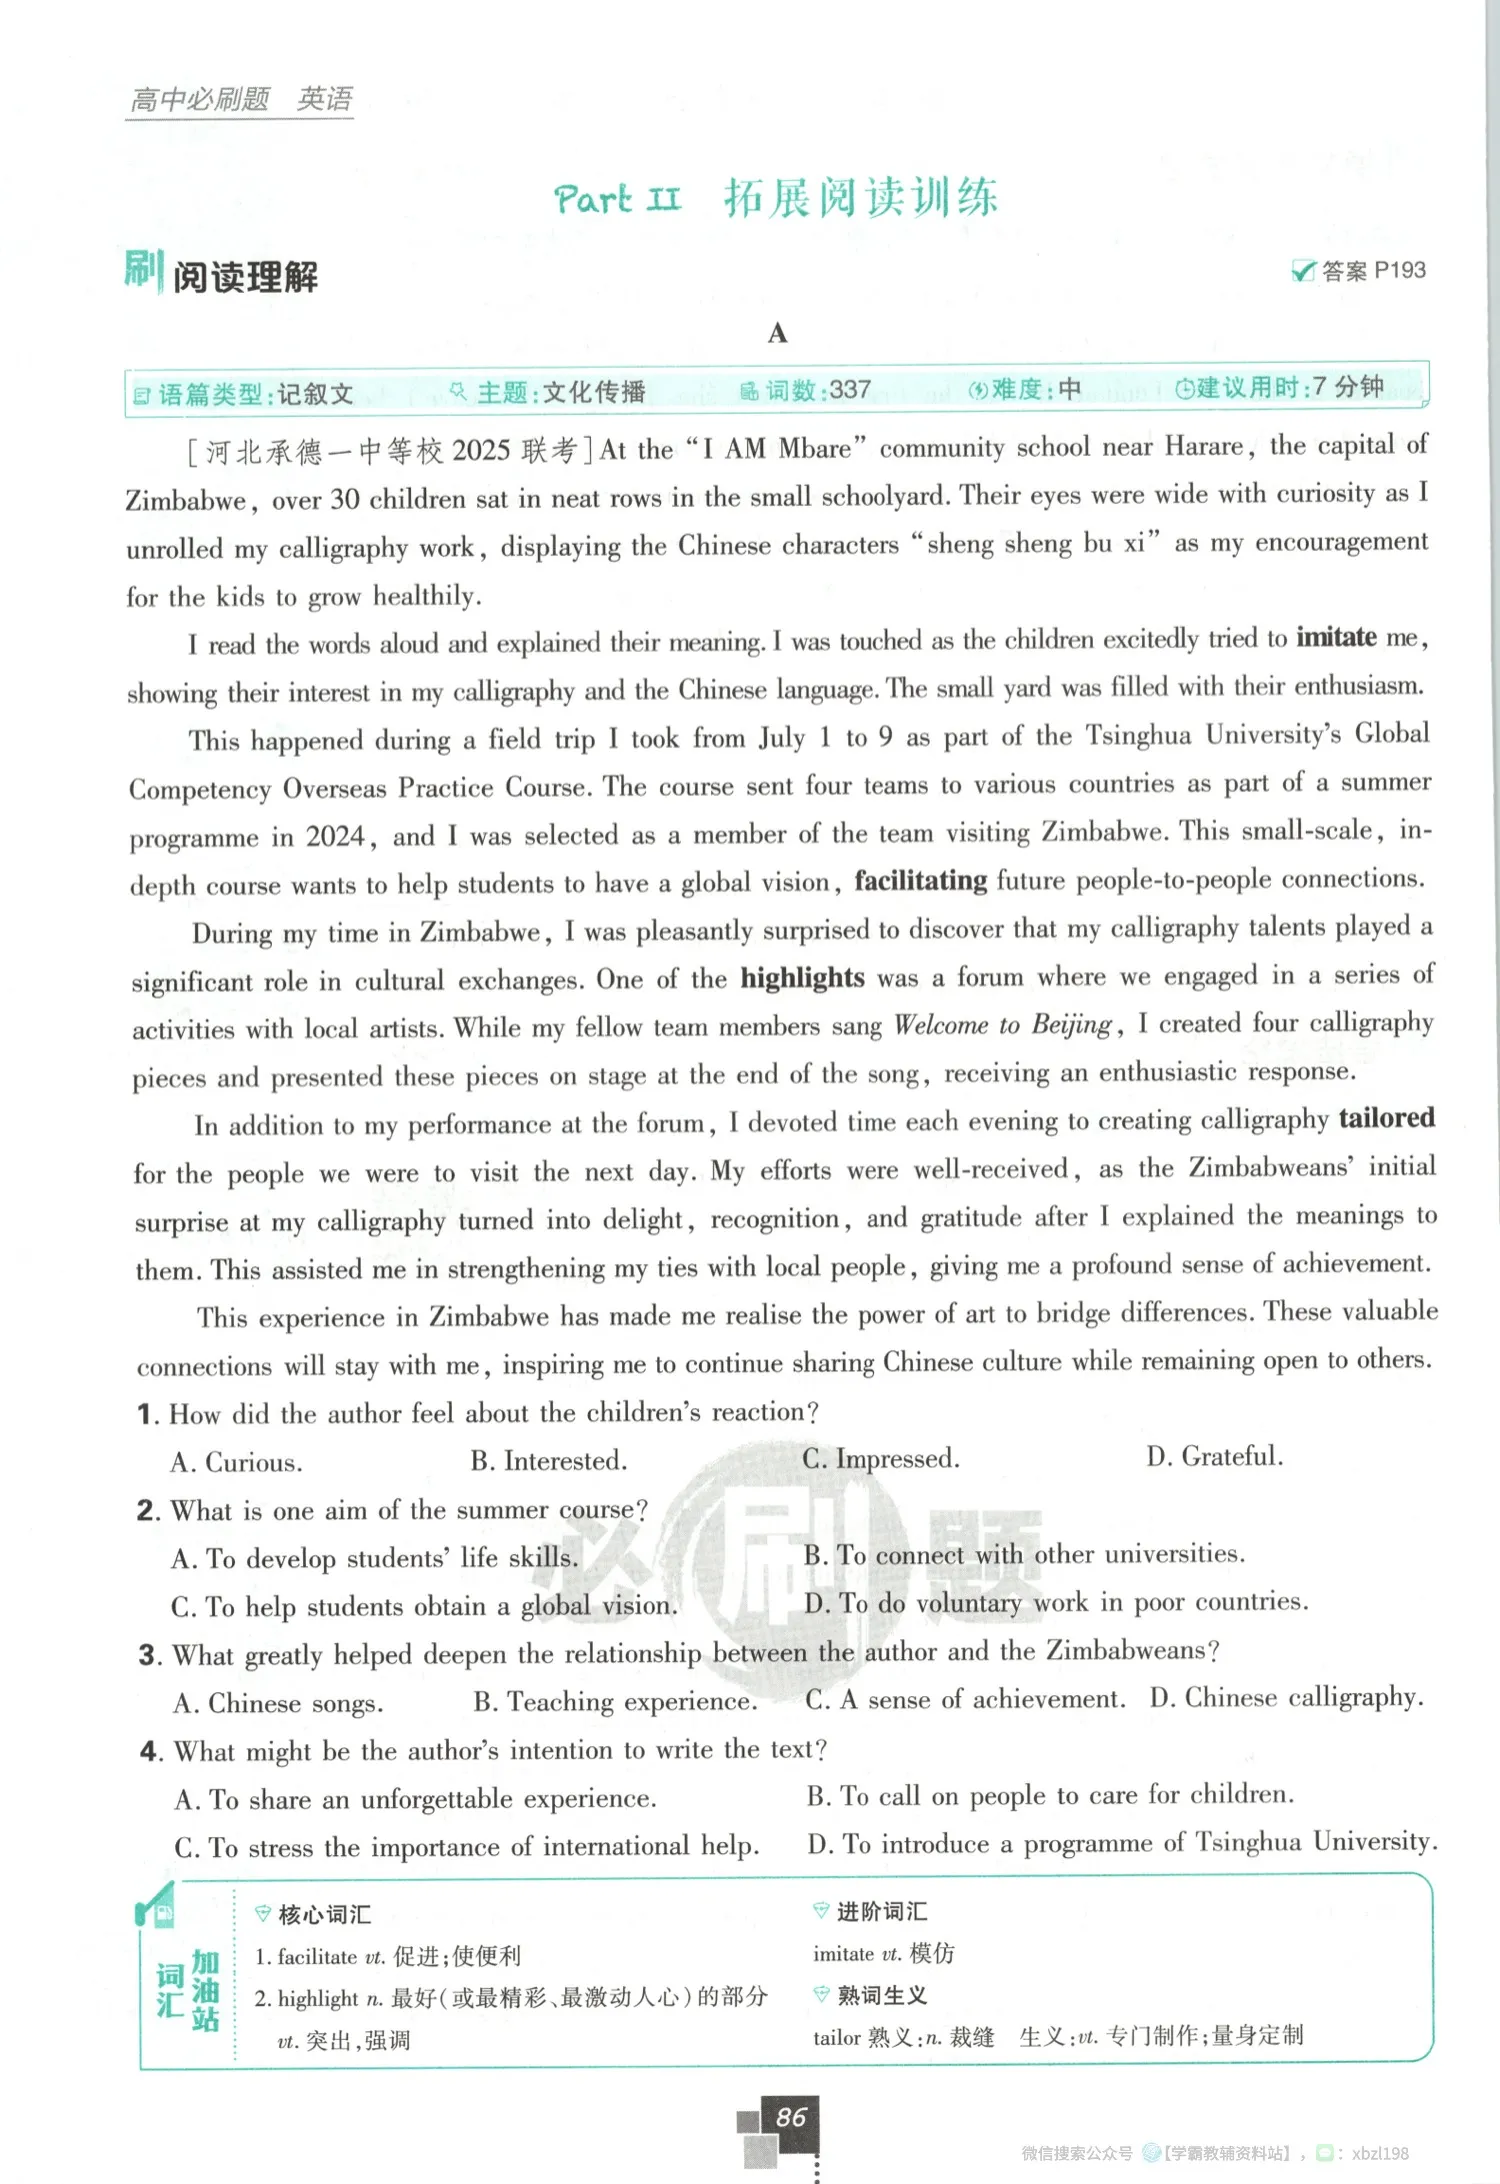 高中必刷题 英语
Part II 拓展阅读训练
刷 阅读理解
答案 P193
A
语篇类型:记叙文 主题:文化传播 词数:337 难度:中 建议用时:7 分钟
[河北承德一中等校 2025 联考]At the “I AM Mbare” community school near Harare, the capital of
Zimbabwe, over 30 children sat in neat rows in the small schoolyard. Their eyes were wide with curiosity as I
unrolled my calligraphy work, displaying the Chinese characters “sheng sheng bu xi” as my encouragement
for the kids to grow healthily.
I read the words aloud and explained their meaning. I was touched as the children excitedly tried to imitate me,
showing their interest in my calligraphy and the Chinese language. The small yard was filled with their enthusiasm.
This happened during a field trip I took from July 1 to 9 as part of the Tsinghua University’s Global
Competency Overseas Practice Course. The course sent four teams to various countries as part of a summer
programme in 2024, and I was selected as a member of the team visiting Zimbabwe. This small-scale, in-
depth course wants to help students to have a global vision, facilitating future people-to-people connections.
During my time in Zimbabwe, I was pleasantly surprised to discover that my calligraphy talents played a
significant role in cultural exchanges. One of the highlights was a forum where we engaged in a series of
activities with local artists. While my fellow team members sang Welcome to Beijing, I created four calligraphy
pieces and presented these pieces on stage at the end of the song, receiving an enthusiastic response.
In addition to my performance at the forum, I devoted time each evening to creating calligraphy tailored
for the people we were to visit the next day. My efforts were well-received, as the Zimbabweans’ initial
surprise at my calligraphy turned into delight, recognition, and gratitude after I explained the meanings to
them. This assisted me in strengthening my ties with local people, giving me a profound sense of achievement.
This experience in Zimbabwe has made me realise the power of art to bridge differences. These valuable
connections will stay with me, inspiring me to continue sharing Chinese culture while remaining open to others.
1. How did the author feel about the children’s reaction?
A. Curious. B. Interested. C. Impressed. D. Grateful.
2. What is one aim of the summer course?
A. To develop students’ life skills. B. To connect with other universities.
C. To help students obtain a global vision. D. To do voluntary work in poor countries.
3. What greatly helped deepen the relationship between the author and the Zimbabweans?
A. Chinese songs. B. Teaching experience. C. A sense of achievement. D. Chinese calligraphy.
4. What might be the author’s intention to write the text?
A. To share an unforgettable experience. B. To call on people to care for children.
C. To stress the importance of international help. D. To introduce a programme of Tsinghua University.
必刷题
词汇加油站
核心词汇
1. facilitate vt. 促进;使便利
2. highlight n. 最好(或最精彩、最激动人心)的部分
vt. 突出,强调
进阶词汇
imitate vt. 模仿
熟词生义
tailor 熟义:n. 裁缝 生义:vt. 专门制作;量身定制
86
微信搜索公众号 【学霸教辅资料站】, : xbzl198